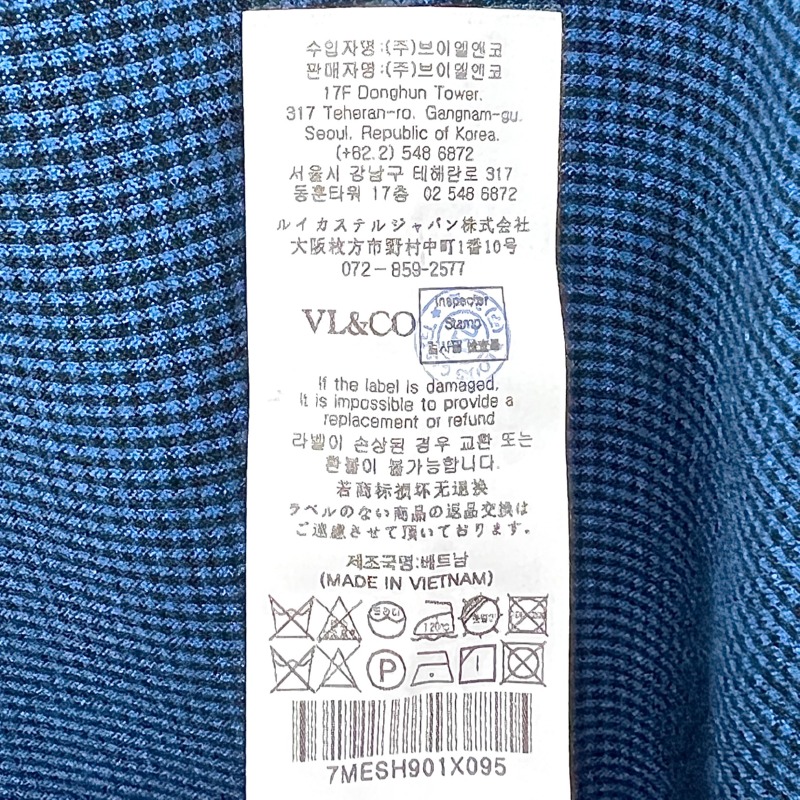 수입자명:(주)브이엘엔코
판매자명:(주)브이엘엔코
17F Donghun Tower,
317 Teheran-ro, Gangnam-gu,
Seoul, Republic of Korea.
(+62.2) 548 6872
서울시 강남구 테헤란로 317
동훈타워 17층 02 548 6872
ルイカステルジャパン株式会社
大阪枚方市野村中町1番10号
072-859-2577
VL&CO
Inspector
Stamp
If the label is damaged,
It is impossible to provide a
replacement or refund
라벨이 손상된 경우 교환 또는
환불이 불가능합니다.
若商标损坏无退换
ラベルのない商品の返品交換は
ご遠慮させて頂いております。
제조국명:베트남
(MADE IN VIETNAM)
드라이
120℃
P
7MESH901X095